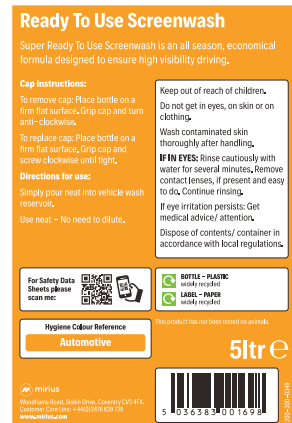 Ready To Use Screenwash
Super Ready To Use Screenwash is an all season, economical
formula designed to ensure high visibility driving.
Cap instructions:
To remove cap: Place bottle on a
firm flat surface. Grip cap and turn
anti-clockwise.
To replace cap: Place bottle on a
firm flat surface. Grip cap and
screw clockwise until tight.
Directions for use:
Simply pour neat into vehicle wash
reservoir.
Use neat – No need to dilute.
Keep out of reach of children.
Do not get in eyes, on skin or on
clothing.
Wash contaminated skin
thoroughly after handling.
IF IN EYES: Rinse cautiously with
water for several minutes. Remove
contact lenses, if present and easy
to do. Continue rinsing.
If eye irritation persists: Get
medical advice/ attention.
Dispose of contents/ container in
accordance with local regulations.
For Safety Data
Sheets please
scan me:
BOTTLE – PLASTIC
widely recycled
LABEL – PAPER
widely recycled
Hygiene Colour Reference
Automotive
This product has not been tested on animals.
5ltr e
mirius
Woodhams Road, Siskin Drive, Coventry CV3 4FX.
Customer Care Line: +44(0)2476 639 739
www.mirius.com
5 036383 001698